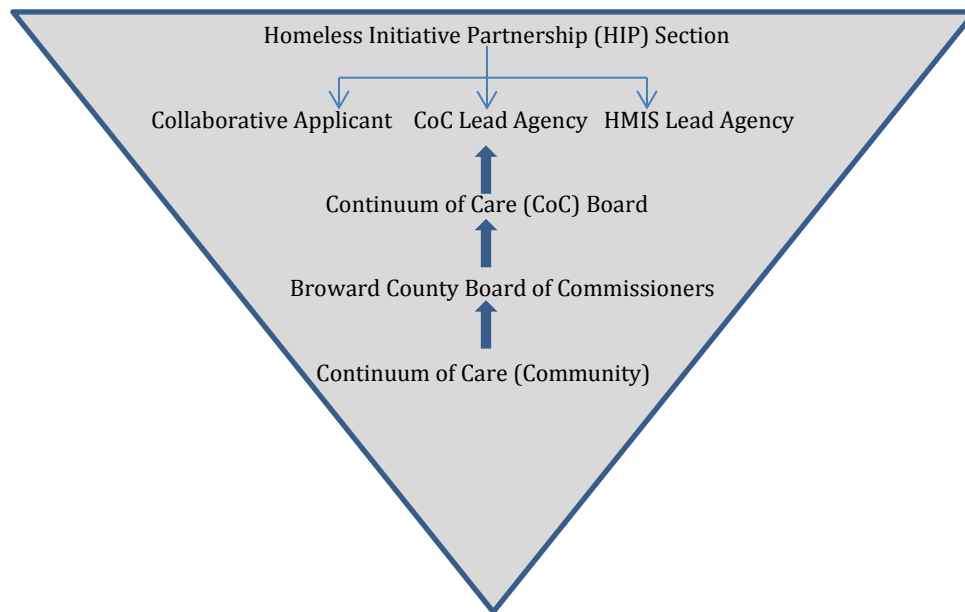 Homeless Initiative Partnership (HIP) Section
Collaborative Applicant CoC Lead Agency HMIS Lead Agency
Continuum of Care (CoC) Board
Broward County Board of Commissioners
Continuum of Care (Community)